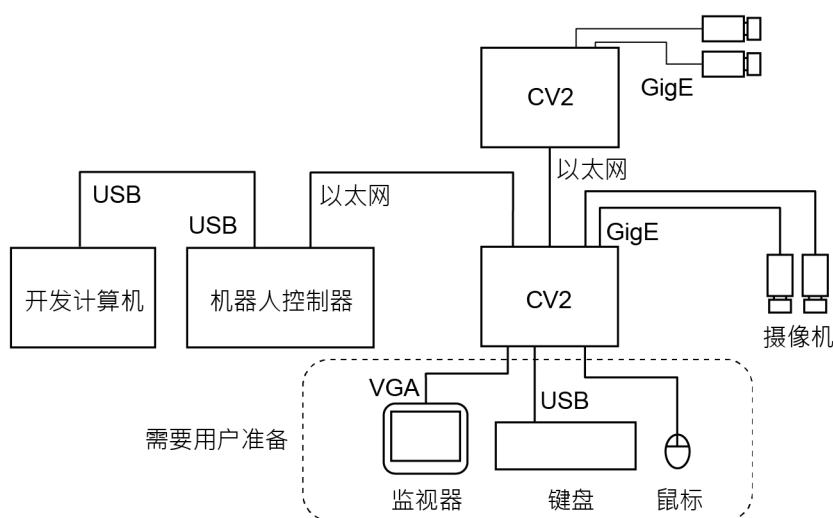 CV2
GigE
以太网
USB
USB
以太网
GigE
开发计算机
机器人控制器
CV2
摄像机
VGA
USB
需要用户准备
监视器
键盘
鼠标